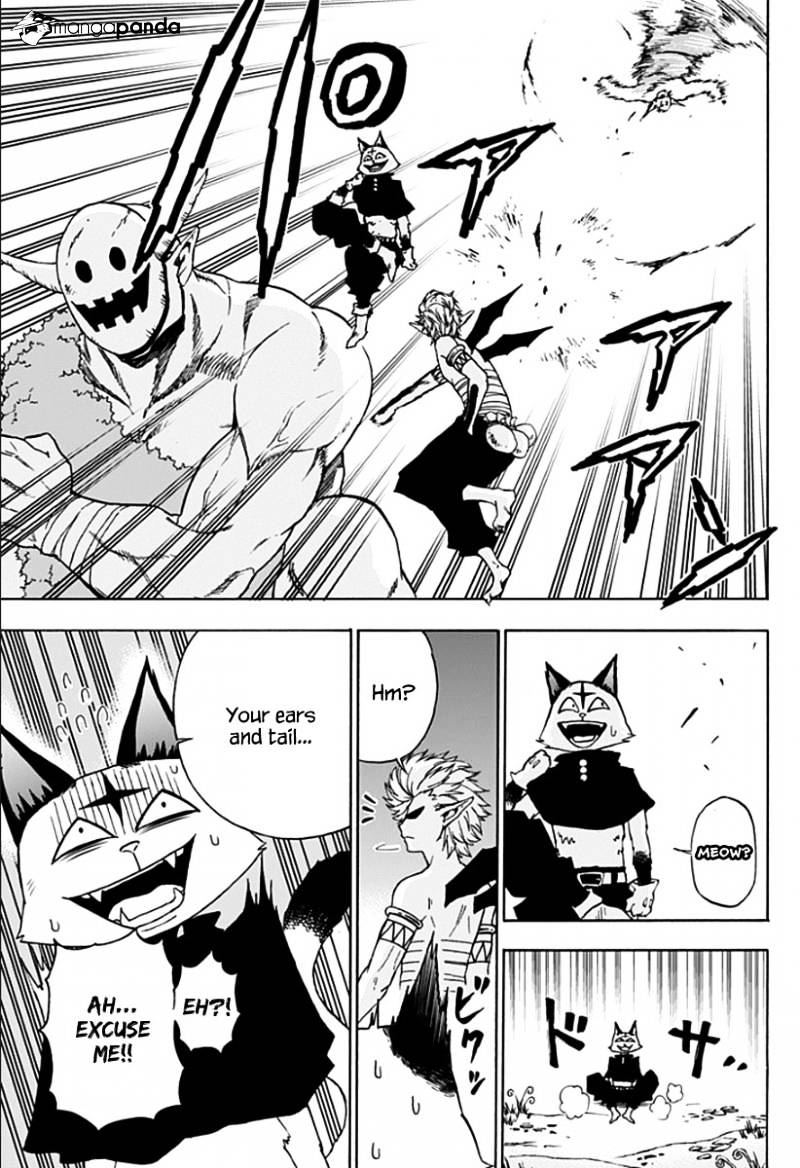 mangapanda
パアアアン
MEOW?
ドサ
Hm?
ビクッ
Your ears
and tail...
EH?!
AH...
EXCUSE
ME!!